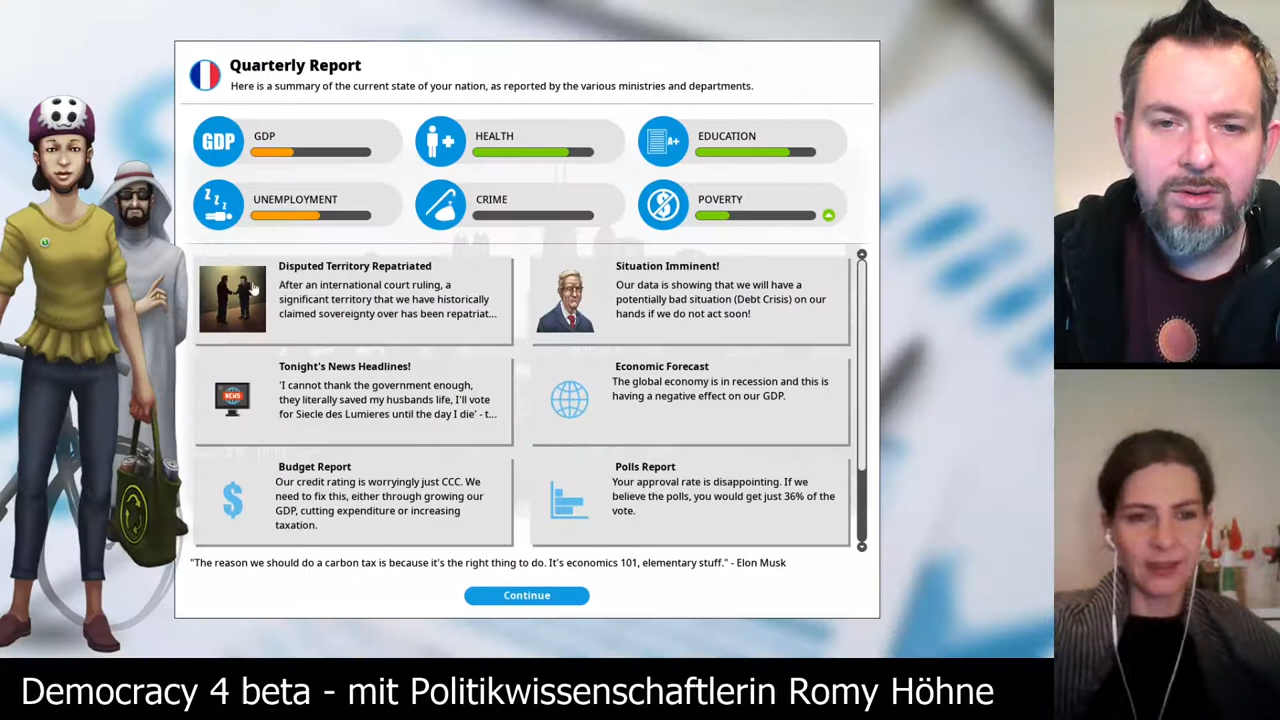 Quarterly Report
Here is a summary of the current state of your nation, as reported by the various ministries and departments.
GDP
GDP
HEALTH
A+
EDUCATION
Z Z Z
UNEMPLOYMENT
CRIME
$
POVERTY
Disputed Territory Repatriated
After an international court ruling, a
significant territory that we have historically
claimed sovereignty over has been repatriat...
Situation Imminent!
Our data is showing that we will have a
potentially bad situation (Debt Crisis) on our
hands if we do not act soon!
NEWS
Tonight's News Headlines!
'I cannot thank the government enough,
they literally saved my husbands life, I'll vote
for Siecle des Lumieres until the day I die' - t...
Economic Forecast
The global economy is in recession and this is
having a negative effect on our GDP.
$
Budget Report
Our credit rating is worryingly just CCC. We
need to fix this, either through growing our
GDP, cutting expenditure or increasing
taxation.
Polls Report
Your approval rate is disappointing. If we
believe the polls, you would get just 36% of the
vote.
"The reason we should do a carbon tax is because it's the right thing to do. It's economics 101, elementary stuff." - Elon Musk
Continue
Democracy 4 beta - mit Politikwissenschaftlerin Romy Höhne